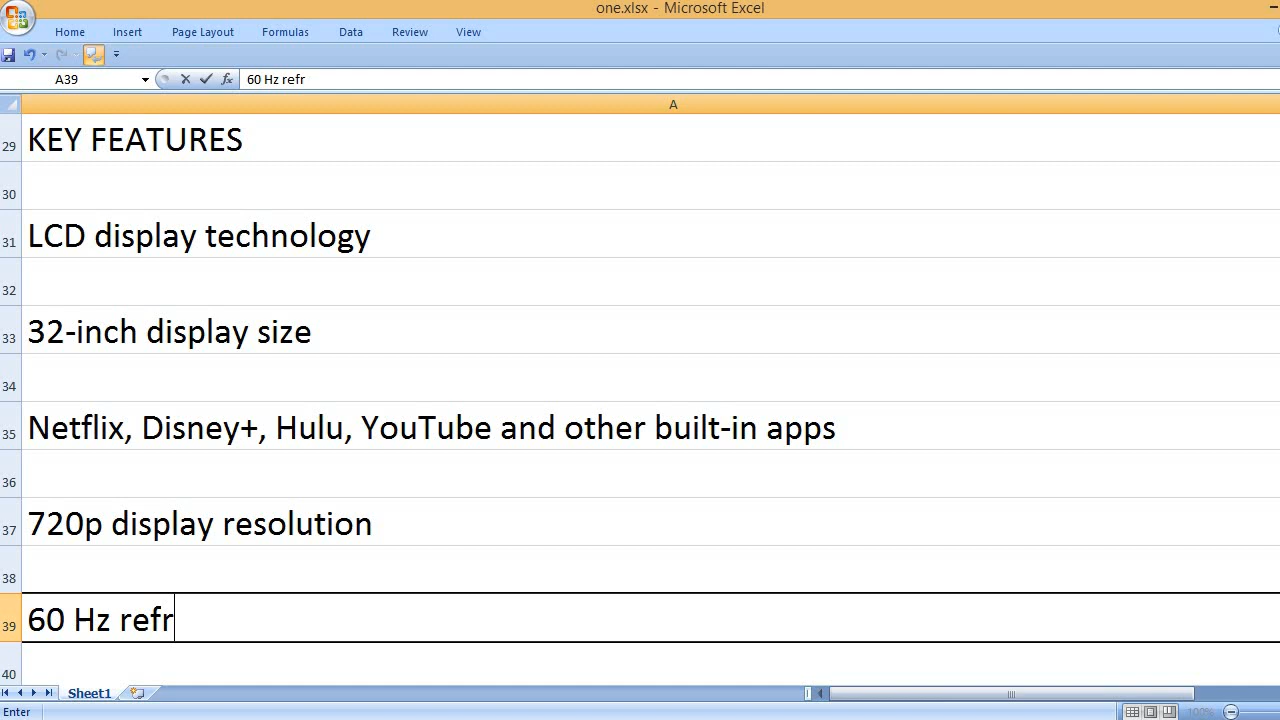 one.xlsx - Microsoft Excel
Home Insert Page Layout Formulas Data Review View
A39 fx 60 Hz refr
A
29 KEY FEATURES
30
31 LCD display technology
32
33 32-inch display size
34
35 Netflix, Disney+, Hulu, YouTube and other built-in apps
36
37 720p display resolution
38
39 60 Hz refr
40
Sheet1
Enter 100%